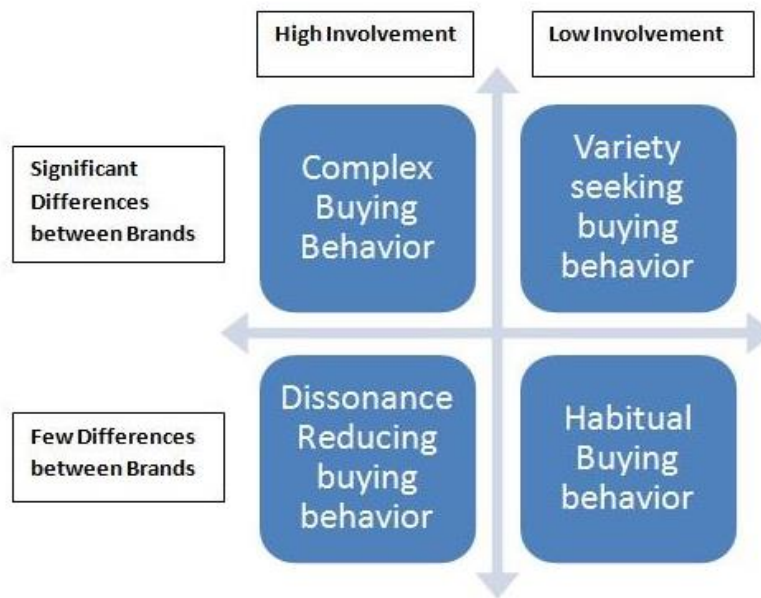 High Involvement
Low Involvement
Significant
Differences
between Brands
Complex
Buying
Behavior
Variety
seeking
buying
behavior
Few Differences
between Brands
Dissonance
Reducing
buying
behavior
Habitual
Buying
behavior